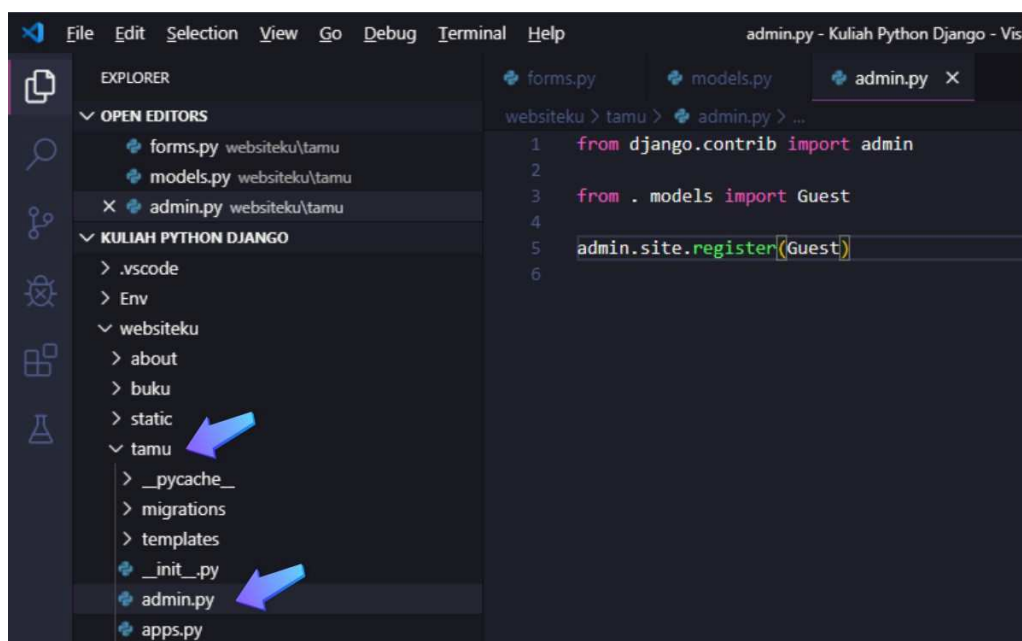 File Edit Selection View Go Debug Terminal Help admin.py - Kuliah Python Django - Vis
EXPLORER
OPEN EDITORS
forms.py websiteku\tamu
models.py websiteku\tamu
admin.py websiteku\tamu
KULIAH PYTHON DJANGO
.vscode
Env
websiteku
about
buku
static
tamu
__pycache__
migrations
templates
__init__.py
admin.py
apps.py
forms.py models.py admin.py
websiteku > tamu > admin.py > ...
1 from django.contrib import admin
2
3 from . models import Guest
4
5 admin.site.register(Guest)
6